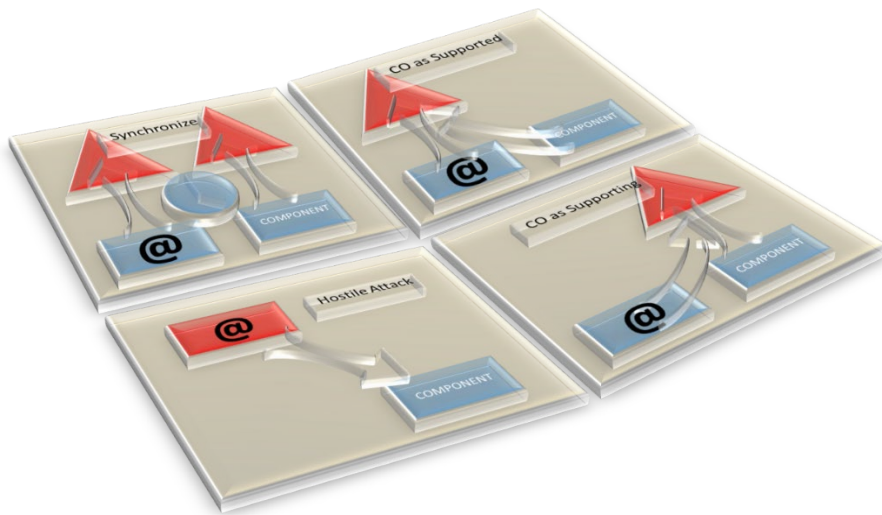 Synchronize
@
COMPONENT
CO as Supported
@
COMPONENT
Hostile Attack
@
COMPONENT
CO as Supporting
@
COMPONENT